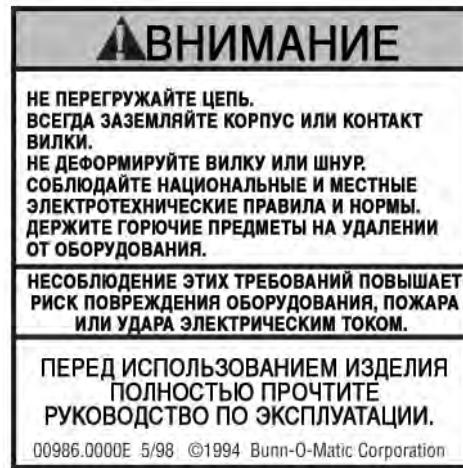 ВНИМАНИЕ
НЕ ПЕРЕГРУЖАЙТЕ ЦЕПЬ.
ВСЕГДА ЗАЗЕМЛЯЙТЕ КОРПУС ИЛИ КОНТАКТ
ВИЛКИ.
НЕ ДЕФОРМИРУЙТЕ ВИЛКУ ИЛИ ШНУР.
СОБЛЮДАЙТЕ НАЦИОНАЛЬНЫЕ И МЕСТНЫЕ
ЭЛЕКТРОТЕХНИЧЕСКИЕ ПРАВИЛА И НОРМЫ.
ДЕРЖИТЕ ГОРЮЧИЕ ПРЕДМЕТЫ НА УДАЛЕНИИ
ОТ ОБОРУДОВАНИЯ.
НЕСОБЛЮДЕНИЕ ЭТИХ ТРЕБОВАНИЙ ПОВЫШАЕТ
РИСК ПОВРЕЖДЕНИЯ ОБОРУДОВАНИЯ, ПОЖАРА
ИЛИ УДАРА ЭЛЕКТРИЧЕСКИМ ТОКОМ.
ПЕРЕД ИСПОЛЬЗОВАНИЕМ ИЗДЕЛИЯ
ПОЛНОСТЬЮ ПРОЧТИТЕ
РУКОВОДСТВО ПО ЭКСПЛУАТАЦИИ.
00986.0000E 5/98 ©1994 Bunn-O-Matic Corporation